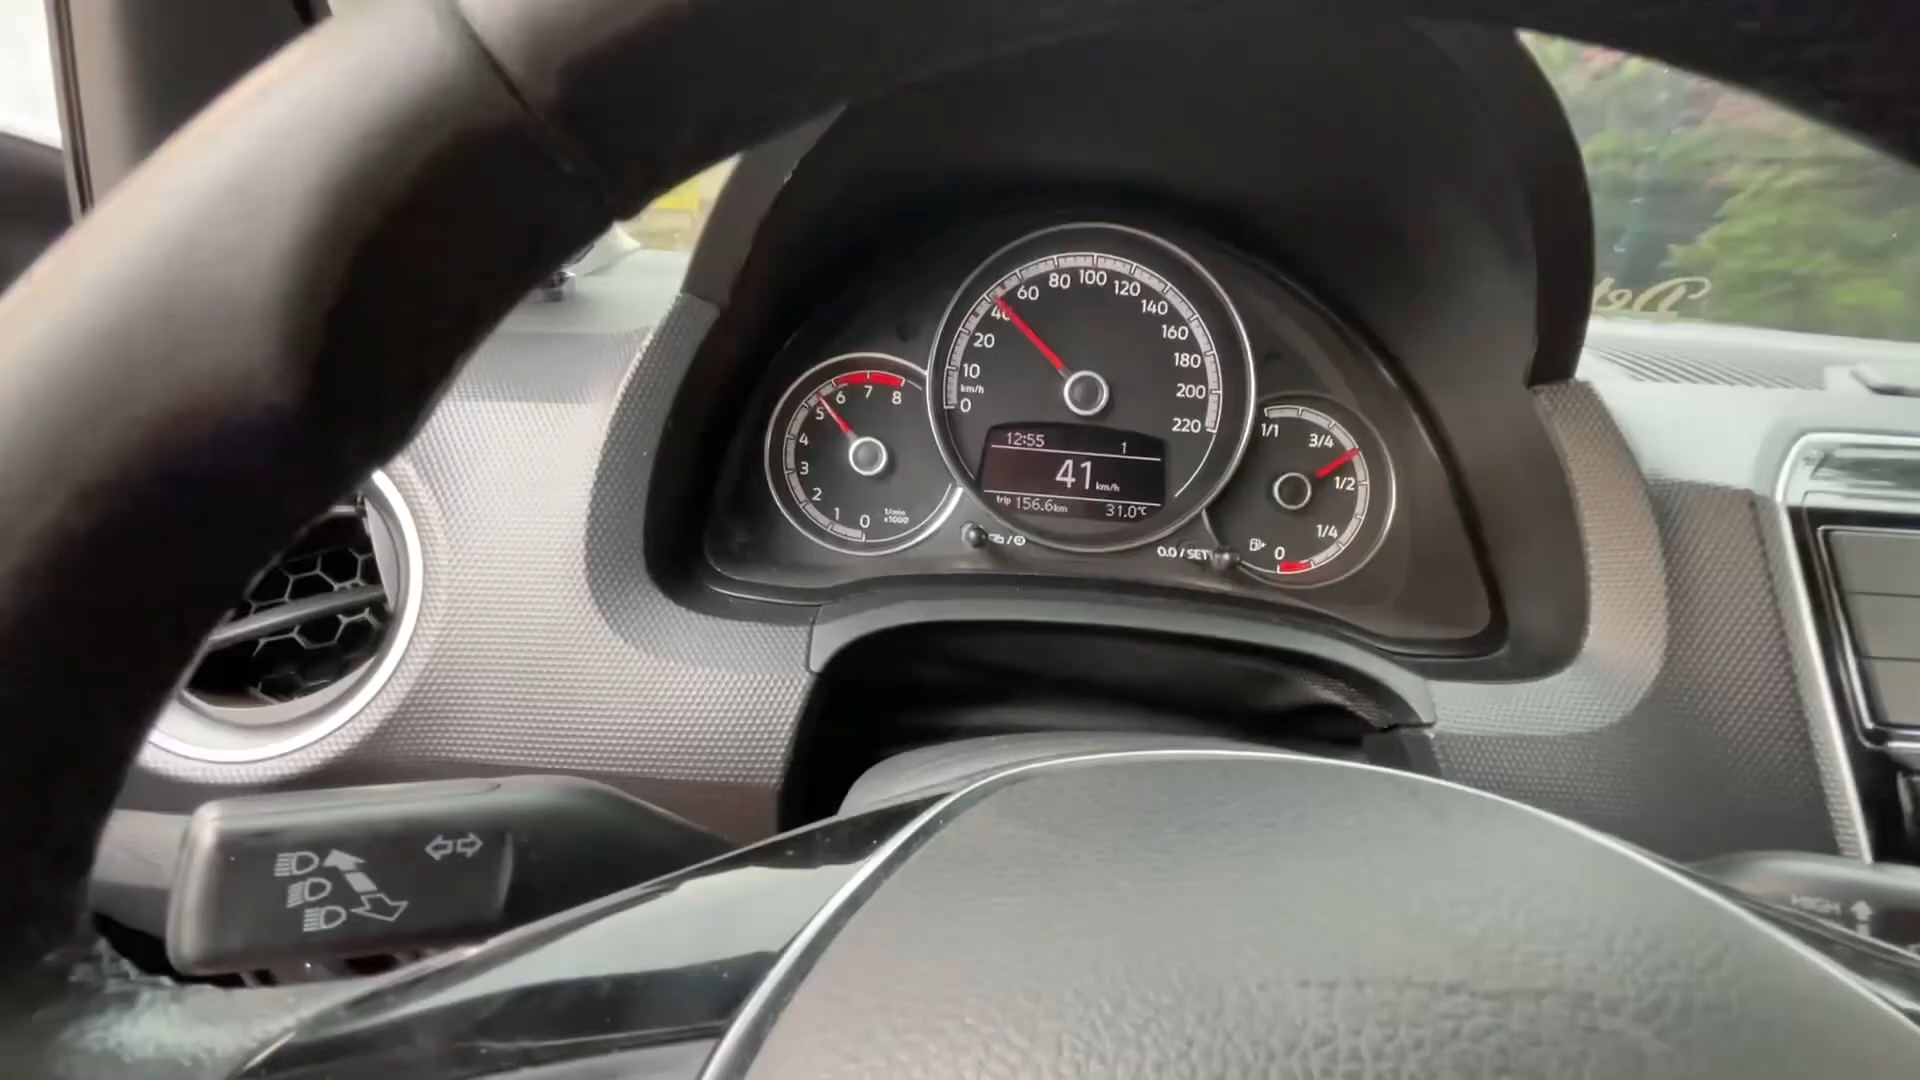 60 80 100 120 140 160 180 200 220
40 20 10 km/h 0
12:55 1
41 km/h
trip 156.6km 31.0°C
0 1 2 3 4 5 6 7 8
1/min
x1000
1/1 3/4 1/2 1/4 0
0.0 / SET
HIGH